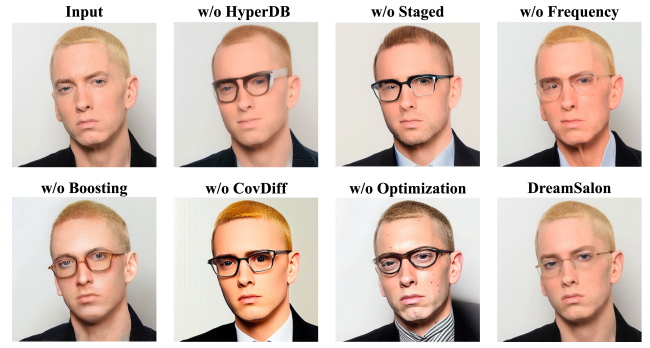 Input
w/o HyperDB
w/o Staged
w/o Frequency
w/o Boosting
w/o CovDiff
w/o Optimization
DreamSalon